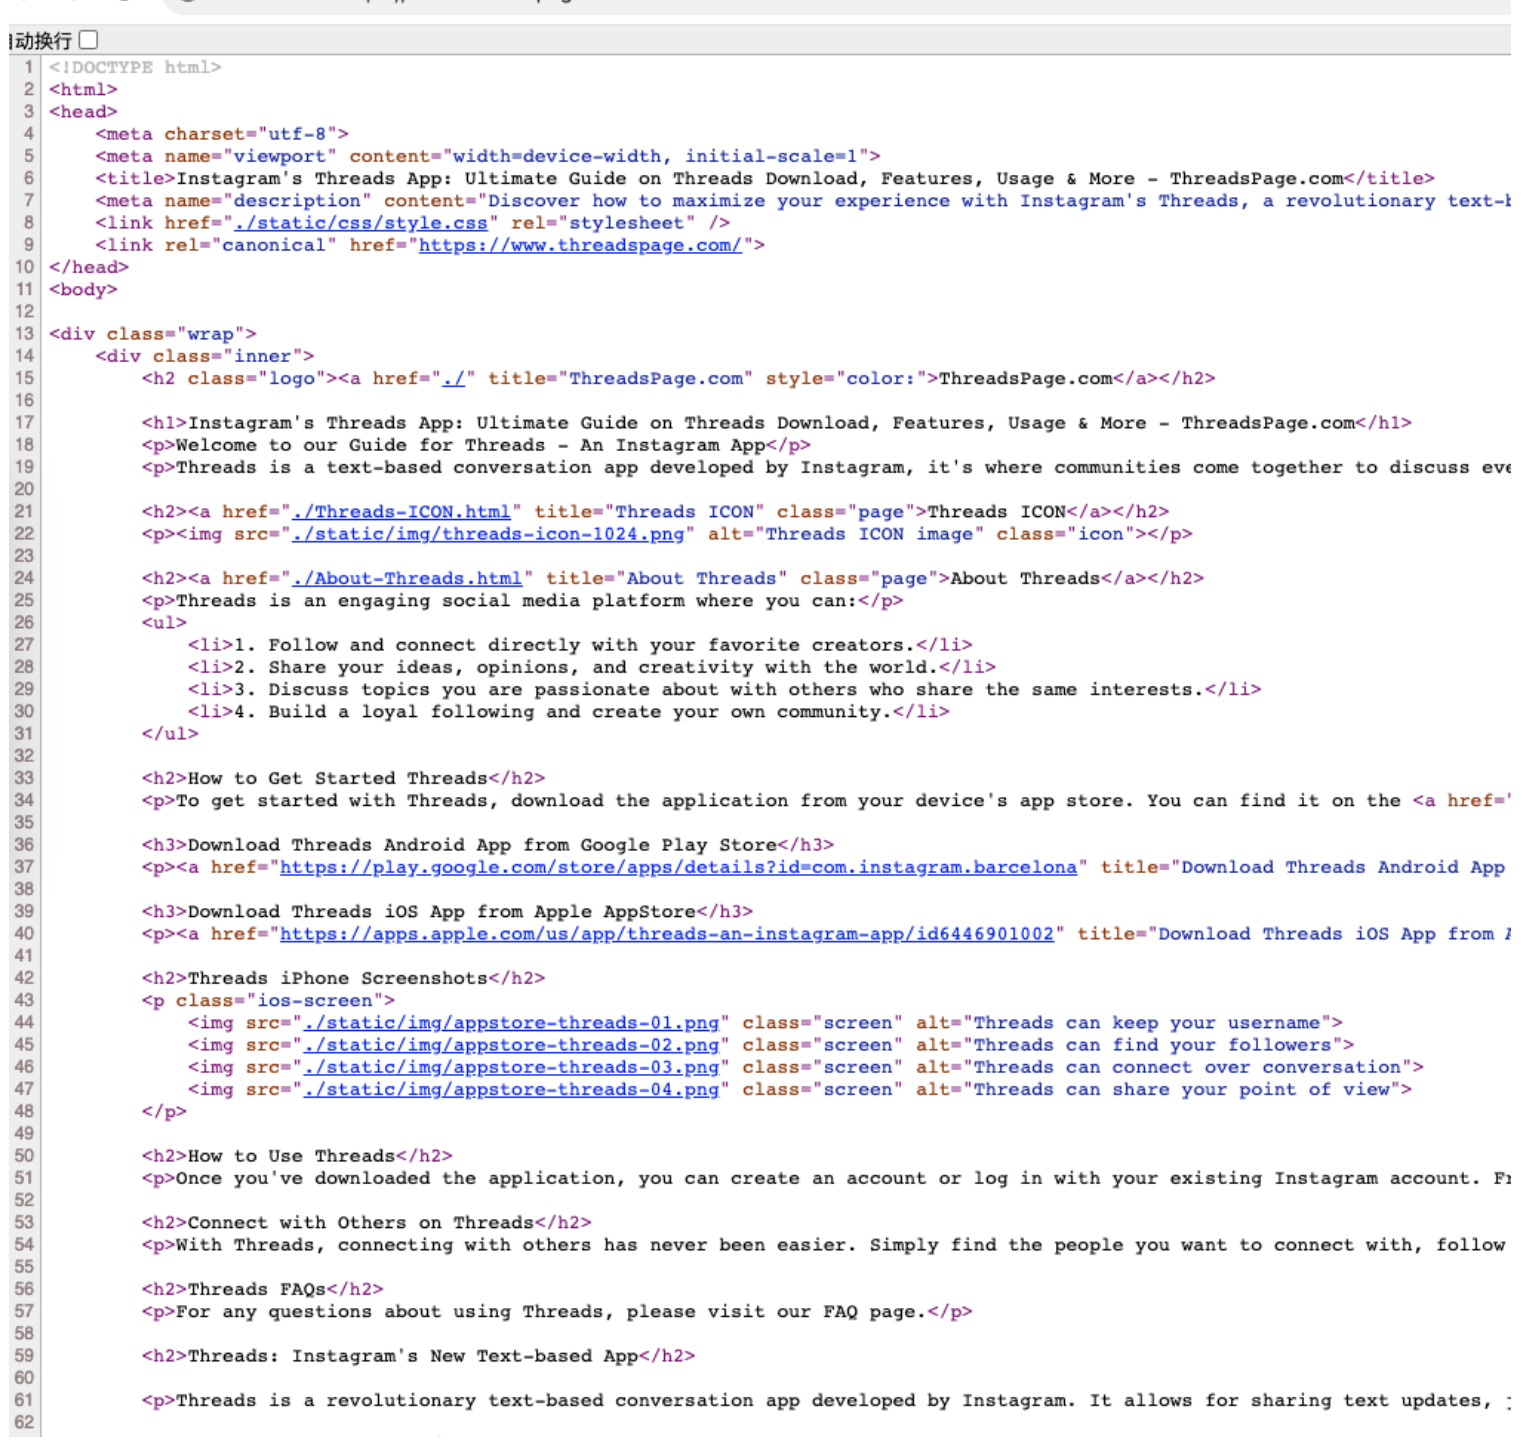 自动换行
1 <!DOCTYPE html>
2 <html>
3 <head>
4 <meta charset="utf-8">
5 <meta name="viewport" content="width=device-width, initial-scale=1">
6 <title>Instagram's Threads App: Ultimate Guide on Threads Download, Features, Usage & More - ThreadsPage.com</title>
7 <meta name="description" content="Discover how to maximize your experience with Instagram's Threads, a revolutionary text-
8 <link href="./static/css/style.css" rel="stylesheet" />
9 <link rel="canonical" href="https://www.threadspage.com/">
10 </head>
11 <body>
12
13 <div class="wrap">
14 <div class="inner">
15 <h2 class="logo"><a href="./" title="ThreadsPage.com" style="color:">ThreadsPage.com</a></h2>
16
17 <h1>Instagram's Threads App: Ultimate Guide on Threads Download, Features, Usage & More - ThreadsPage.com</h1>
18 <p>Welcome to our Guide for Threads - An Instagram App</p>
19 <p>Threads is a text-based conversation app developed by Instagram, it's where communities come together to discuss eve
20
21 <h2><a href="./Threads-ICON.html" title="Threads ICON" class="page">Threads ICON</a></h2>
22 <p><img src="./static/img/threads-icon-1024.png" alt="Threads ICON image" class="icon"></p>
23
24 <h2><a href="./About-Threads.html" title="About Threads" class="page">About Threads</a></h2>
25 <p>Threads is an engaging social media platform where you can:</p>
26 <ul>
27 <li>1. Follow and connect directly with your favorite creators.</li>
28 <li>2. Share your ideas, opinions, and creativity with the world.</li>
29 <li>3. Discuss topics you are passionate about with others who share the same interests.</li>
30 <li>4. Build a loyal following and create your own community.</li>
31 </ul>
32
33 <h2>How to Get Started Threads</h2>
34 <p>To get started with Threads, download the application from your device's app store. You can find it on the <a href="
35
36 <h3>Download Threads Android App from Google Play Store</h3>
37 <p><a href="https://play.google.com/store/apps/details?id=com.instagram.barcelona" title="Download Threads Android App
38
39 <h3>Download Threads iOS App from Apple AppStore</h3>
40 <p><a href="https://apps.apple.com/us/app/threads-an-instagram-app/id6446901002" title="Download Threads iOS App from
41
42 <h2>Threads iPhone Screenshots</h2>
43 <p class="ios-screen">
44 <img src="./static/img/appstore-threads-01.png" class="screen" alt="Threads can keep your username">
45 <img src="./static/img/appstore-threads-02.png" class="screen" alt="Threads can find your followers">
46 <img src="./static/img/appstore-threads-03.png" class="screen" alt="Threads can connect over conversation">
47 <img src="./static/img/appstore-threads-04.png" class="screen" alt="Threads can share your point of view">
48 </p>
49
50 <h2>How to Use Threads</h2>
51 <p>Once you've downloaded the application, you can create an account or log in with your existing Instagram account.
52
53 <h2>Connect with Others on Threads</h2>
54 <p>With Threads, connecting with others has never been easier. Simply find the people you want to connect with, follow
55
56 <h2>Threads FAQs</h2>
57 <p>For any questions about using Threads, please visit our FAQ page.</p>
58
59 <h2>Threads: Instagram's New Text-based App</h2>
60
61 <p>Threads is a revolutionary text-based conversation app developed by Instagram. It allows for sharing text updates,
62